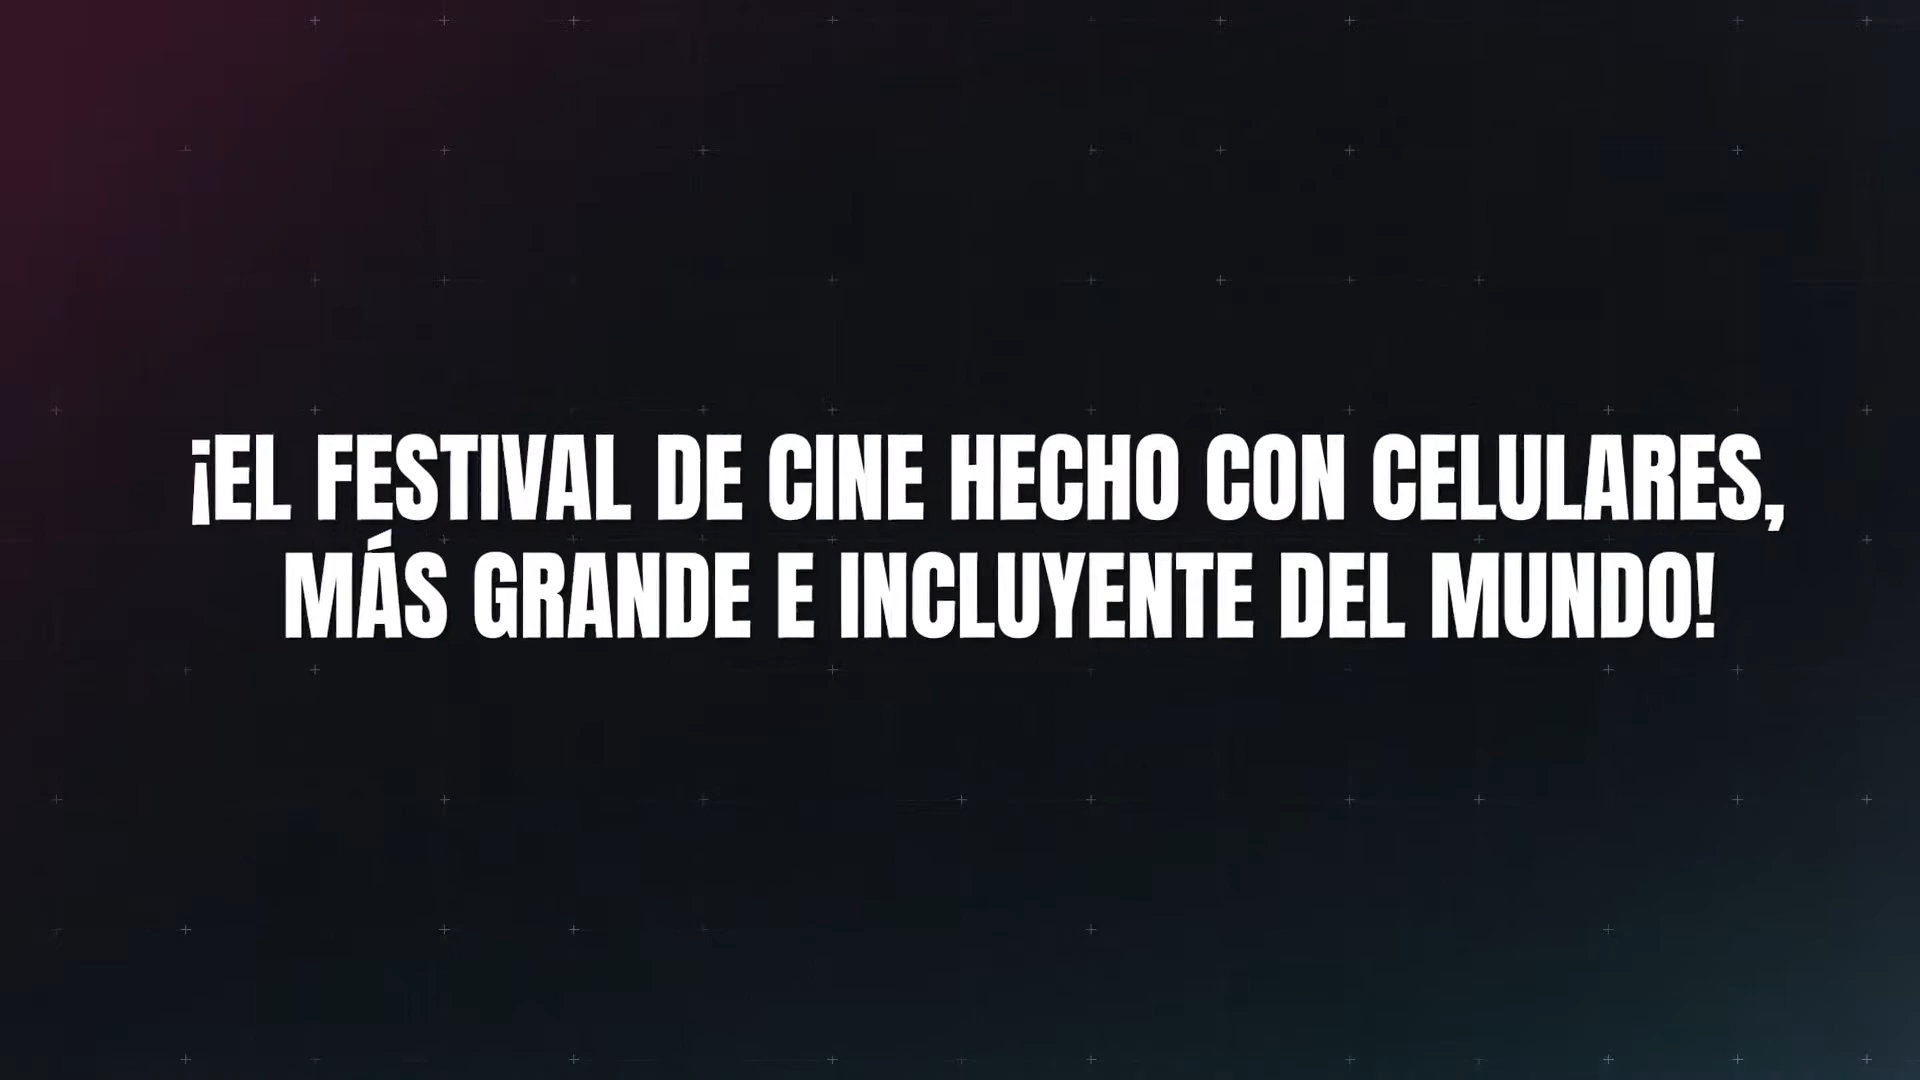 ¡EL FESTIVAL DE CINE HECHO CON CELULARES,
MÁS GRANDE E INCLUYENTE DEL MUNDO!